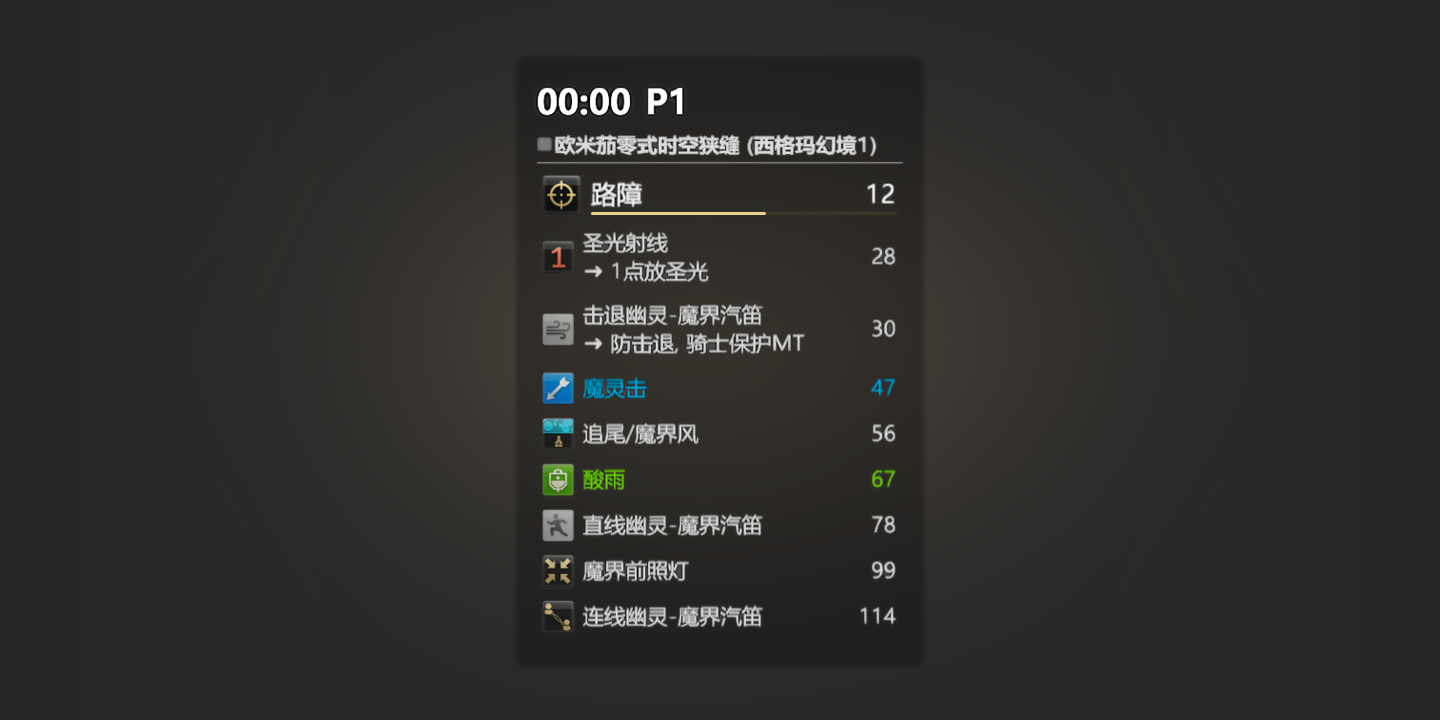 00:00 P1
欧米茄零式时空狭缝 (西格玛幻境1)
路障 12
圣光射线
→ 1点放圣光 28
击退幽灵-魔界汽笛
→ 防击退, 骑士保护MT 30
魔灵击 47
追尾/魔界风 56
酸雨 67
直线幽灵-魔界汽笛 78
魔界前照灯 99
连线幽灵-魔界汽笛 114
1